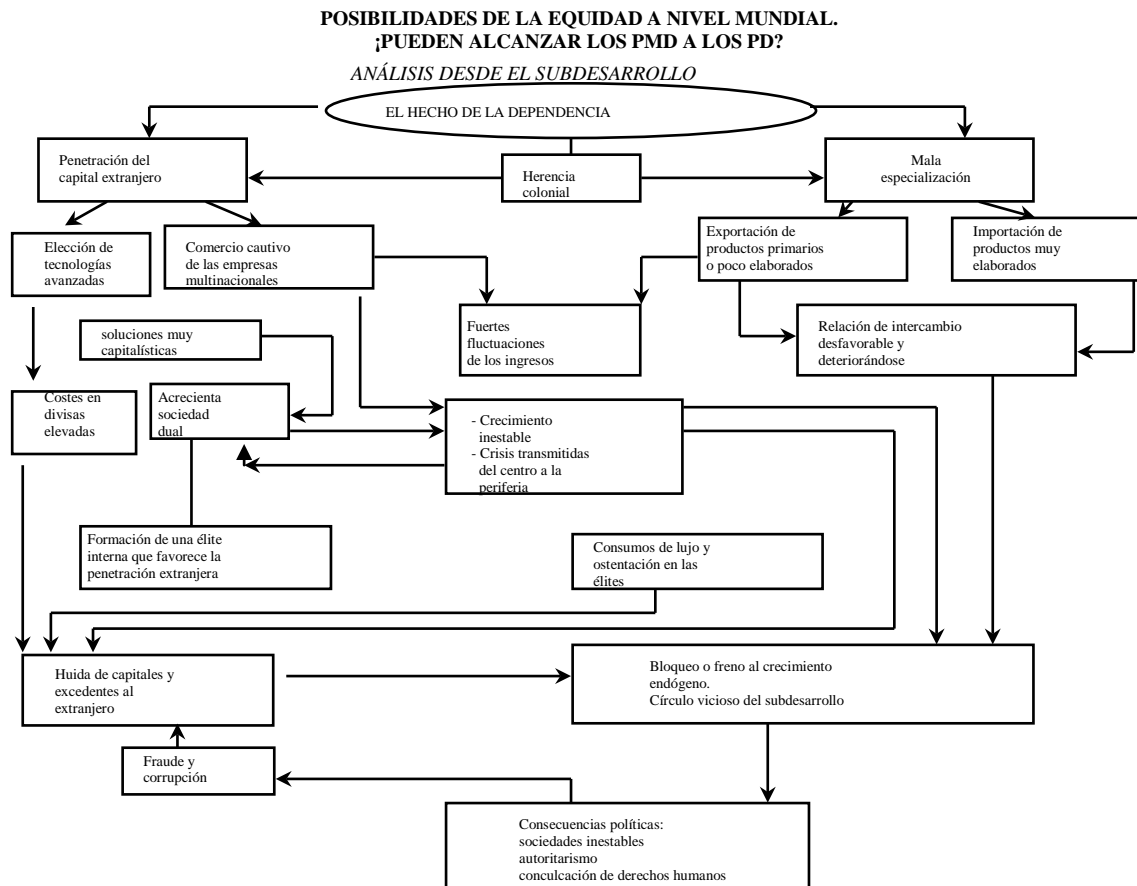 POSIBILIDADES DE LA EQUIDAD A NIVEL MUNDIAL.
¡PUEDEN ALCANZAR LOS PMD A LOS PD?
ANÁLISIS DESDE EL SUBDESARROLLO
EL HECHO DE LA DEPENDENCIA
Penetración del
capital extranjero
Herencia
colonial
Mala
especialización
Elección de
tecnologías
avanzadas
Comercio cautivo
de las empresas
multinacionales
Exportación de
productos primarios
o poco elaborados
Importación de
productos muy
elaborados
soluciones muy
capitalísticas
Fuertes
fluctuaciones
de los ingresos
Relación de intercambio
desfavorable y
deteriorándose
Costes en
divisas
elevadas
Acrecienta
sociedad
dual
- Crecimiento
inestable
- Crisis transmitidas
del centro a la
periferia
Formación de una élite
interna que favorece la
penetración extranjera
Consumos de lujo y
ostentación en las
élites
Huida de capitales y
excedentes al
extranjero
Bloqueo o freno al crecimiento
endógeno.
Círculo vicioso del subdesarrollo
Fraude y
corrupción
Consecuencias políticas:
sociedades inestables
autoritarismo
conculcación de derechos humanos